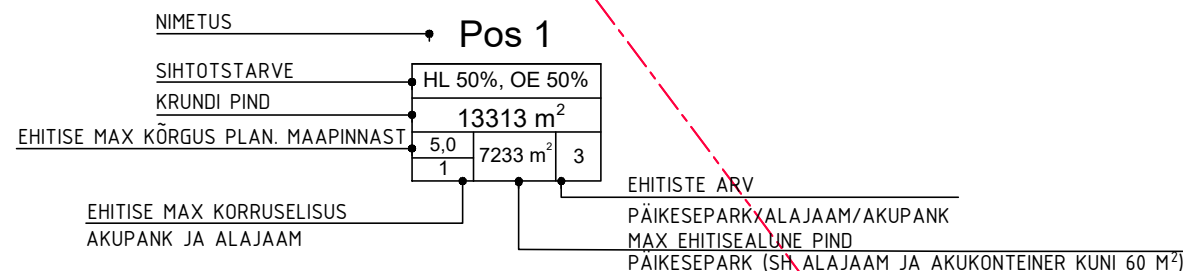 NIMETUS
Pos 1
SIHTOTSTARVE
HL 50%, OE 50%
KRUNDI PIND
13313 m²
EHITISE MAX KÕRGUS PLAN. MAAPINNAST
5,0
7233 m²
3
1
EHITISTE ARV
PÄIKESEPARK/ALAJAAM/AKUPANK
EHITISE MAX KORRUSELISUS
AKUPANK JA ALAJAAM
MAX EHITISEALUNE PIND
PÄIKESEPARK (SH ALAJAAM JA AKUKONTEINER KUNI 60 M²)